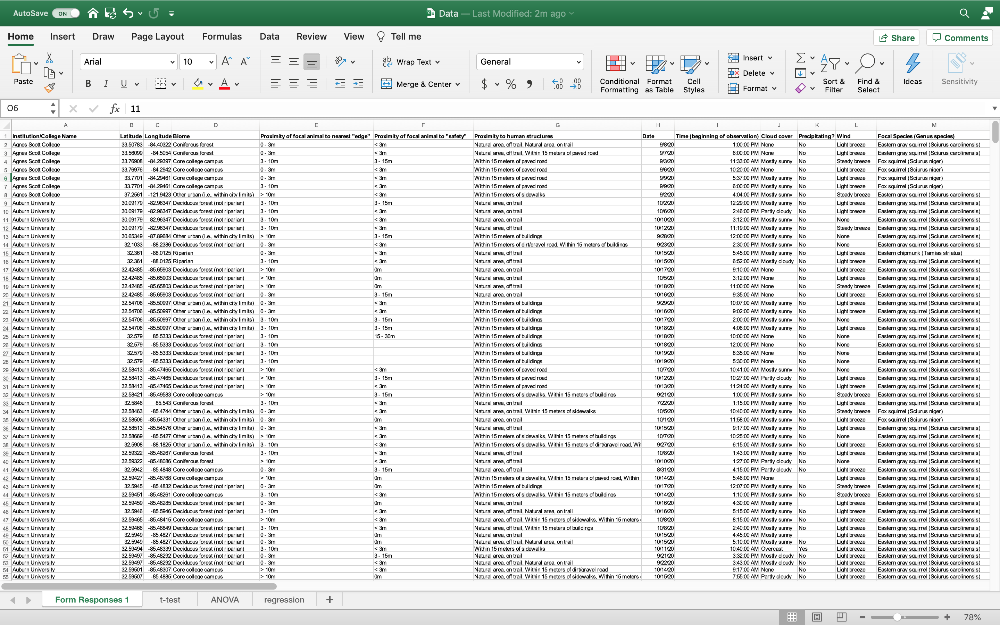 AutoSave ON Data — Last Modified: 2m ago
Home Insert Draw Page Layout Formulas Data Review View Tell me Share Comments
Paste Arial 10 Wrap Text General Conditional Formatting Format as Table Cell Styles Insert Delete Format Sort & Filter Find & Select Ideas Sensitivity
B I U Merge & Center $ % 9 .00 .00
O6 fx 11
A B C D E F G H I J K L M
1 Institution/College Name Latitude Longitude Biome Proximity of focal animal to nearest "edge" Proximity of focal animal to "safety" Proximity to human structures Date Time (beginning of observation) Cloud cover Precipitating? Wind Focal Species (Genus species)
2 Agnes Scott College 33.50783 -84.40322 Coniferous forest 0 - 3m < 3m Natural area, off trail, Natural area, on trail 9/8/20 1:00:00 PM None No Light breeze Eastern gray squirrel (Sciurus carolinensis)
3 Agnes Scott College 33.56099 -84.5054 Coniferous forest 0 - 3m < 3m Natural area, off trail, Within 15 meters of paved road 9/7/20 6:00:00 PM None No Light breeze Eastern gray squirrel (Sciurus carolinensis)
4 Agnes Scott College 33.76908 -84.29397 Core college campus 3 - 10m 3 - 15m Within 15 meters of paved road 9/3/20 11:33:00 AM Mostly sunny No Steady breeze Fox squirrel (Sciurus niger)
5 Agnes Scott College 33.76976 -84.2942 Core college campus 0 - 3m < 3m Within 15 meters of paved road 9/6/20 10:20:00 AM None No Light breeze Fox squirrel (Sciurus niger)
6 Agnes Scott College 33.7701 -84.29461 Core college campus 0 - 3m < 3m Within 15 meters of paved road 9/9/20 5:37:00 PM Mostly sunny No Light breeze Fox squirrel (Sciurus niger)
7 Agnes Scott College 33.7701 -84.29461 Core college campus 3 - 10m < 3m Within 15 meters of paved road 9/9/20 6:00:00 PM Mostly sunny No Light breeze Fox squirrel (Sciurus niger)
8 Agnes Scott College 37.2561 -121.9423 Other urban (i.e., within city limits) > 10m < 3m Within 15 meters of sidewalks 9/2/20 4:04:00 PM Mostly sunny No Steady breeze Eastern gray squirrel (Sciurus carolinensis)
9 Auburn University 30.09179 -82.96347 Deciduous forest (not riparian) 3 - 10m 3 - 15m Natural area, on trail 10/2/20 12:29:00 PM Mostly sunny No Light breeze Eastern gray squirrel (Sciurus carolinensis)
10 Auburn University 30.09179 -82.96347 Deciduous forest (not riparian) 3 - 10m < 3m Natural area, on trail 10/6/20 2:46:00 PM Partly cloudy No Light breeze Eastern gray squirrel (Sciurus carolinensis)
11 Auburn University 30.09179 82.96347 Deciduous forest (not riparian) 3 - 10m < 3m Natural area, on trail 10/10/20 3:12:00 PM Mostly sunny No None Eastern gray squirrel (Sciurus carolinensis)
12 Auburn University 30.09179 -82.96347 Deciduous forest (not riparian) 3 - 10m < 3m Natural area, off trail 10/12/20 11:19:00 AM Mostly sunny No Steady breeze Eastern gray squirrel (Sciurus carolinensis)
13 Auburn University 30.65349 -87.89684 Other urban (i.e., within city limits) > 10m 3 - 15m Within 15 meters of buildings 9/28/20 12:00:00 PM Mostly sunny No None Eastern gray squirrel (Sciurus carolinensis)
14 Auburn University 32.1033 -88.2386 Deciduous forest (not riparian) 0 - 3m < 3m Within 15 meters of dirt/gravel road, Within 15 meters of buildings 9/23/20 2:30:00 PM Mostly sunny No None Eastern gray squirrel (Sciurus carolinensis)
15 Auburn University 32.361 -88.0125 Riparian 0 - 3m < 3m Natural area, off trail 10/15/20 5:45:00 PM Mostly sunny No Light breeze Eastern chipmunk (Tamias striatus)
16 Auburn University 32.361 -88.0125 Riparian 3 - 10m < 3m Natural area, off trail 10/15/20 6:52:00 AM Mostly cloudy No Light breeze Eastern gray squirrel (Sciurus carolinensis)
17 Auburn University 32.42485 -85.65903 Deciduous forest (not riparian) > 10m 0m Natural area, on trail 10/17/20 9:10:00 AM None No Light breeze Eastern gray squirrel (Sciurus carolinensis)
18 Auburn University 32.42485 -85.65903 Deciduous forest (not riparian) > 10m 0m Natural area, on trail 10/5/20 3:12:00 PM None No Light breeze Eastern gray squirrel (Sciurus carolinensis)
19 Auburn University 32.42485 -85.65803 Deciduous forest (not riparian) > 10m 0m Natural area, off trail 10/18/20 11:00:00 AM None No Steady breeze Eastern gray squirrel (Sciurus carolinensis)
20 Auburn University 32.42485 -85.65903 Deciduous forest (not riparian) 0 - 3m 3 - 15m Natural area, on trail 10/16/20 9:35:00 AM None No Light breeze Eastern gray squirrel (Sciurus carolinensis)
21 Auburn University 32.54706 -85.50997 Other urban (i.e., within city limits) 0 - 3m < 3m Within 15 meters of buildings 9/29/20 10:07:00 AM Mostly sunny No Light breeze Eastern gray squirrel (Sciurus carolinensis)
22 Auburn University 32.54706 -85.50997 Other urban (i.e., within city limits) 0 - 3m < 3m Within 15 meters of buildings 10/16/20 9:02:00 AM Mostly sunny No Light breeze Eastern gray squirrel (Sciurus carolinensis)
23 Auburn University 32.54706 -85.50997 Other urban (i.e., within city limits) 3 - 10m 3 - 15m Within 15 meters of buildings 10/17/20 2:00:00 PM Mostly sunny No None Eastern gray squirrel (Sciurus carolinensis)
24 Auburn University 32.54706 -85.50997 Other urban (i.e., within city limits) 3 - 10m 3 - 15m Within 15 meters of buildings 10/18/20 4:06:00 PM Mostly sunny No Light breeze Eastern gray squirrel (Sciurus carolinensis)
25 Auburn University 32.579 85.5333 Deciduous forest (not riparian) 3 - 10m 15 - 30m Within 15 meters of buildings 10/18/20 10:00:00 AM None No None Eastern gray squirrel (Sciurus carolinensis)
26 Auburn University 32.579 -85.5333 Deciduous forest (not riparian) 3 - 10m Within 15 meters of buildings 10/18/20 12:00:00 PM None No None Eastern gray squirrel (Sciurus carolinensis)
27 Auburn University 32.579 -85.5333 Deciduous forest (not riparian) 3 - 10m Within 15 meters of buildings 10/19/20 8:35:00 AM None No None Eastern gray squirrel (Sciurus carolinensis)
28 Auburn University 32.579 -85.5333 Deciduous forest (not riparian) 3 - 10m Within 15 meters of buildings 10/19/20 5:30:00 PM None No None Eastern gray squirrel (Sciurus carolinensis)
29 Auburn University 32.58413 -85.47465 Deciduous forest (not riparian) > 10m < 3m Within 15 meters of paved road 10/7/20 10:41:00 AM Mostly sunny No None Eastern gray squirrel (Sciurus carolinensis)
30 Auburn University 32.58413 -85.47465 Deciduous forest (not riparian) > 10m 3 - 15m Within 15 meters of paved road 10/12/20 10:27:00 AM Partly cloudy No Light breeze Eastern gray squirrel (Sciurus carolinensis)
31 Auburn University 32.58413 -85.47465 Deciduous forest (not riparian) > 10m < 3m Within 15 meters of paved road 10/13/20 11:24:00 AM Mostly sunny No Light breeze Eastern gray squirrel (Sciurus carolinensis)
32 Auburn University 32.58421 -85.49583 Core college campus > 10m 3 - 15m Within 15 meters of sidewalks, Within 15 meters of buildings 9/21/20 1:00:00 PM Mostly sunny No Steady breeze Eastern gray squirrel (Sciurus carolinensis)
33 Auburn University 32.5846 85.543 Coniferous forest 3 - 10m < 3m Natural area, on trail 7/22/20 1:15:00 PM Mostly sunny No Light breeze Eastern gray squirrel (Sciurus carolinensis)
34 Auburn University 32.58463 -85.4744 Other urban (i.e., within city limits) 0 - 3m < 3m Natural area, on trail, Within 15 meters of sidewalks 10/5/20 10:40:00 AM Mostly sunny No Steady breeze Fox squirrel (Sciurus niger)
35 Auburn University 32.58506 -85.54331 Other urban (i.e., within city limits) 0 - 3m 0m Natural area, on trail 10/1/20 11:58:00 AM Mostly sunny No Light breeze Fox squirrel (Sciurus niger)
36 Auburn University 32.58513 -85.54576 Other urban (i.e., within city limits) 0 - 3m < 3m Natural area, off trail 10/15/20 9:17:00 AM Mostly sunny No Light breeze Eastern gray squirrel (Sciurus carolinensis)
37 Auburn University 32.58669 -85.5427 Other urban (i.e., within city limits) > 10m < 3m Within 15 meters of sidewalks, Within 15 meters of buildings 10/7/20 10:25:00 AM Mostly sunny No None Eastern gray squirrel (Sciurus carolinensis)
38 Auburn University 32.5908 -88.1825 Other urban (i.e., within city limits) 3 - 10m < 3m Within 15 meters of sidewalks, Within 15 meters of dirt/gravel road, Wit 9/27/20 6:15:00 AM Mostly sunny No Light breeze Eastern gray squirrel (Sciurus carolinensis)
39 Auburn University 32.59322 -85.48267 Coniferous forest 3 - 10m < 3m Natural area, off trail 10/8/20 1:43:00 PM Mostly sunny No Light breeze Eastern gray squirrel (Sciurus carolinensis)
40 Auburn University 32.59322 -85.48086 Coniferous forest > 10m < 3m Natural area, off trail 10/10/20 1:27:00 PM Partly cloudy No None Eastern gray squirrel (Sciurus carolinensis)
41 Auburn University 32.5942 -85.4848 Core college campus 0 - 3m 3 - 15m Natural area, off trail 8/31/20 4:15:00 PM Partly cloudy No Light breeze Eastern gray squirrel (Sciurus carolinensis)
42 Auburn University 32.59427 -85.48768 Core college campus > 10m 0m Within 15 meters of sidewalks, Within 15 meters of paved road, Within 10/14/20 5:46:00 PM None Light breeze Eastern gray squirrel (Sciurus carolinensis)
43 Auburn University 32.5945 -85.4832 Deciduous forest (not riparian) 0 - 3m 0m Within 15 meters of buildings 10/17/20 12:07:00 PM Mostly sunny No Steady breeze Eastern gray squirrel (Sciurus carolinensis)
44 Auburn University 32.59451 -85.48261 Core college campus 3 - 10m < 3m Within 15 meters of sidewalks, Within 15 meters of buildings 10/14/20 1:10:00 PM Mostly sunny No Steady breeze Eastern gray squirrel (Sciurus carolinensis)
45 Auburn University 32.59459 -85.48285 Deciduous forest (not riparian) 0 - 3m 0m Natural area, on trail 10/16/20 4:30:00 AM Mostly sunny Light breeze Eastern gray squirrel (Sciurus carolinensis)
46 Auburn University 32.5946 -85.5946 Deciduous forest (not riparian) 3 - 10m < 3m Natural area, off trail, Natural area, on trail 10/16/20 5:15:00 AM Mostly sunny No Light breeze Eastern gray squirrel (Sciurus carolinensis)
47 Auburn University 32.59465 -85.48415 Core college campus > 10m < 3m Natural area, off trail, Within 15 meters of sidewalks, Within 15 meters 10/8/20 8:15:00 AM Mostly sunny No Light breeze Eastern gray squirrel (Sciurus carolinensis)
48 Auburn University 32.59466 -85.48849 Deciduous forest (not riparian) 3 - 10m < 3m Natural area, off trail, Within 15 meters of buildings 10/8/20 2:40:00 PM Mostly sunny No Light breeze Eastern gray squirrel (Sciurus carolinensis)
49 Auburn University 32.5949 -85.4827 Deciduous forest (not riparian) 0 - 3m 0m Natural area, on trail 10/15/20 4:45:00 AM Mostly sunny Light breeze Eastern gray squirrel (Sciurus carolinensis)
50 Auburn University 32.5949 -85.4827 Deciduous forest (not riparian) 0 - 3m 0m Natural area, off trail, Natural area, on trail 10/15/20 5:10:00 PM Mostly sunny No Light breeze Eastern gray squirrel (Sciurus carolinensis)
51 Auburn University 32.59494 -85.48339 Deciduous forest (not riparian) 3 - 10m < 3m Within 15 meters of sidewalks 10/11/20 10:40:00 AM Overcast Yes Light breeze Eastern gray squirrel (Sciurus carolinensis)
52 Auburn University 32.59497 -85.48292 Deciduous forest (not riparian) 0 - 3m 3 - 15m Natural area, on trail 9/21/20 3:32:00 PM Mostly cloudy No Light breeze Eastern gray squirrel (Sciurus carolinensis)
53 Auburn University 32.59497 -85.48292 Deciduous forest (not riparian) 0 - 3m < 3m Natural area, off trail, Natural area, on trail 9/22/20 3:43:00 AM Mostly cloudy No Light breeze Eastern gray squirrel (Sciurus carolinensis)
54 Auburn University 32.59501 -85.48307 Core college campus > 10m < 3m Natural area, on trail, Within 15 meters of dirt/gravel road 10/14/20 9:17:00 AM None No Light breeze Eastern gray squirrel (Sciurus carolinensis)
55 Auburn University 32.59507 -85.4885 Core college campus > 10m 0m Natural area, off trail, Within 15 meters of sidewalks, Within 15 meters 10/15/20 7:55:00 AM Partly cloudy No Light breeze Eastern gray squirrel (Sciurus carolinensis)
Form Responses 1 t-test ANOVA regression
78%